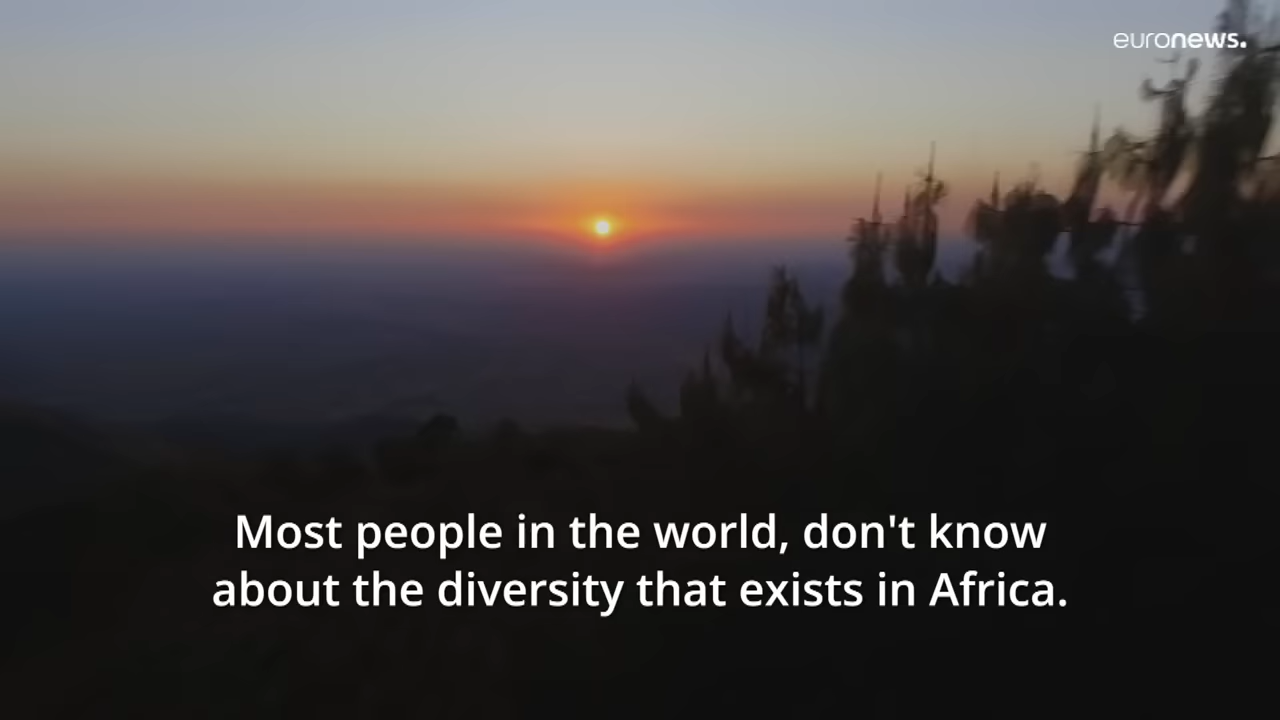 euronews.
Most people in the world, don't know
about the diversity that exists in Africa.